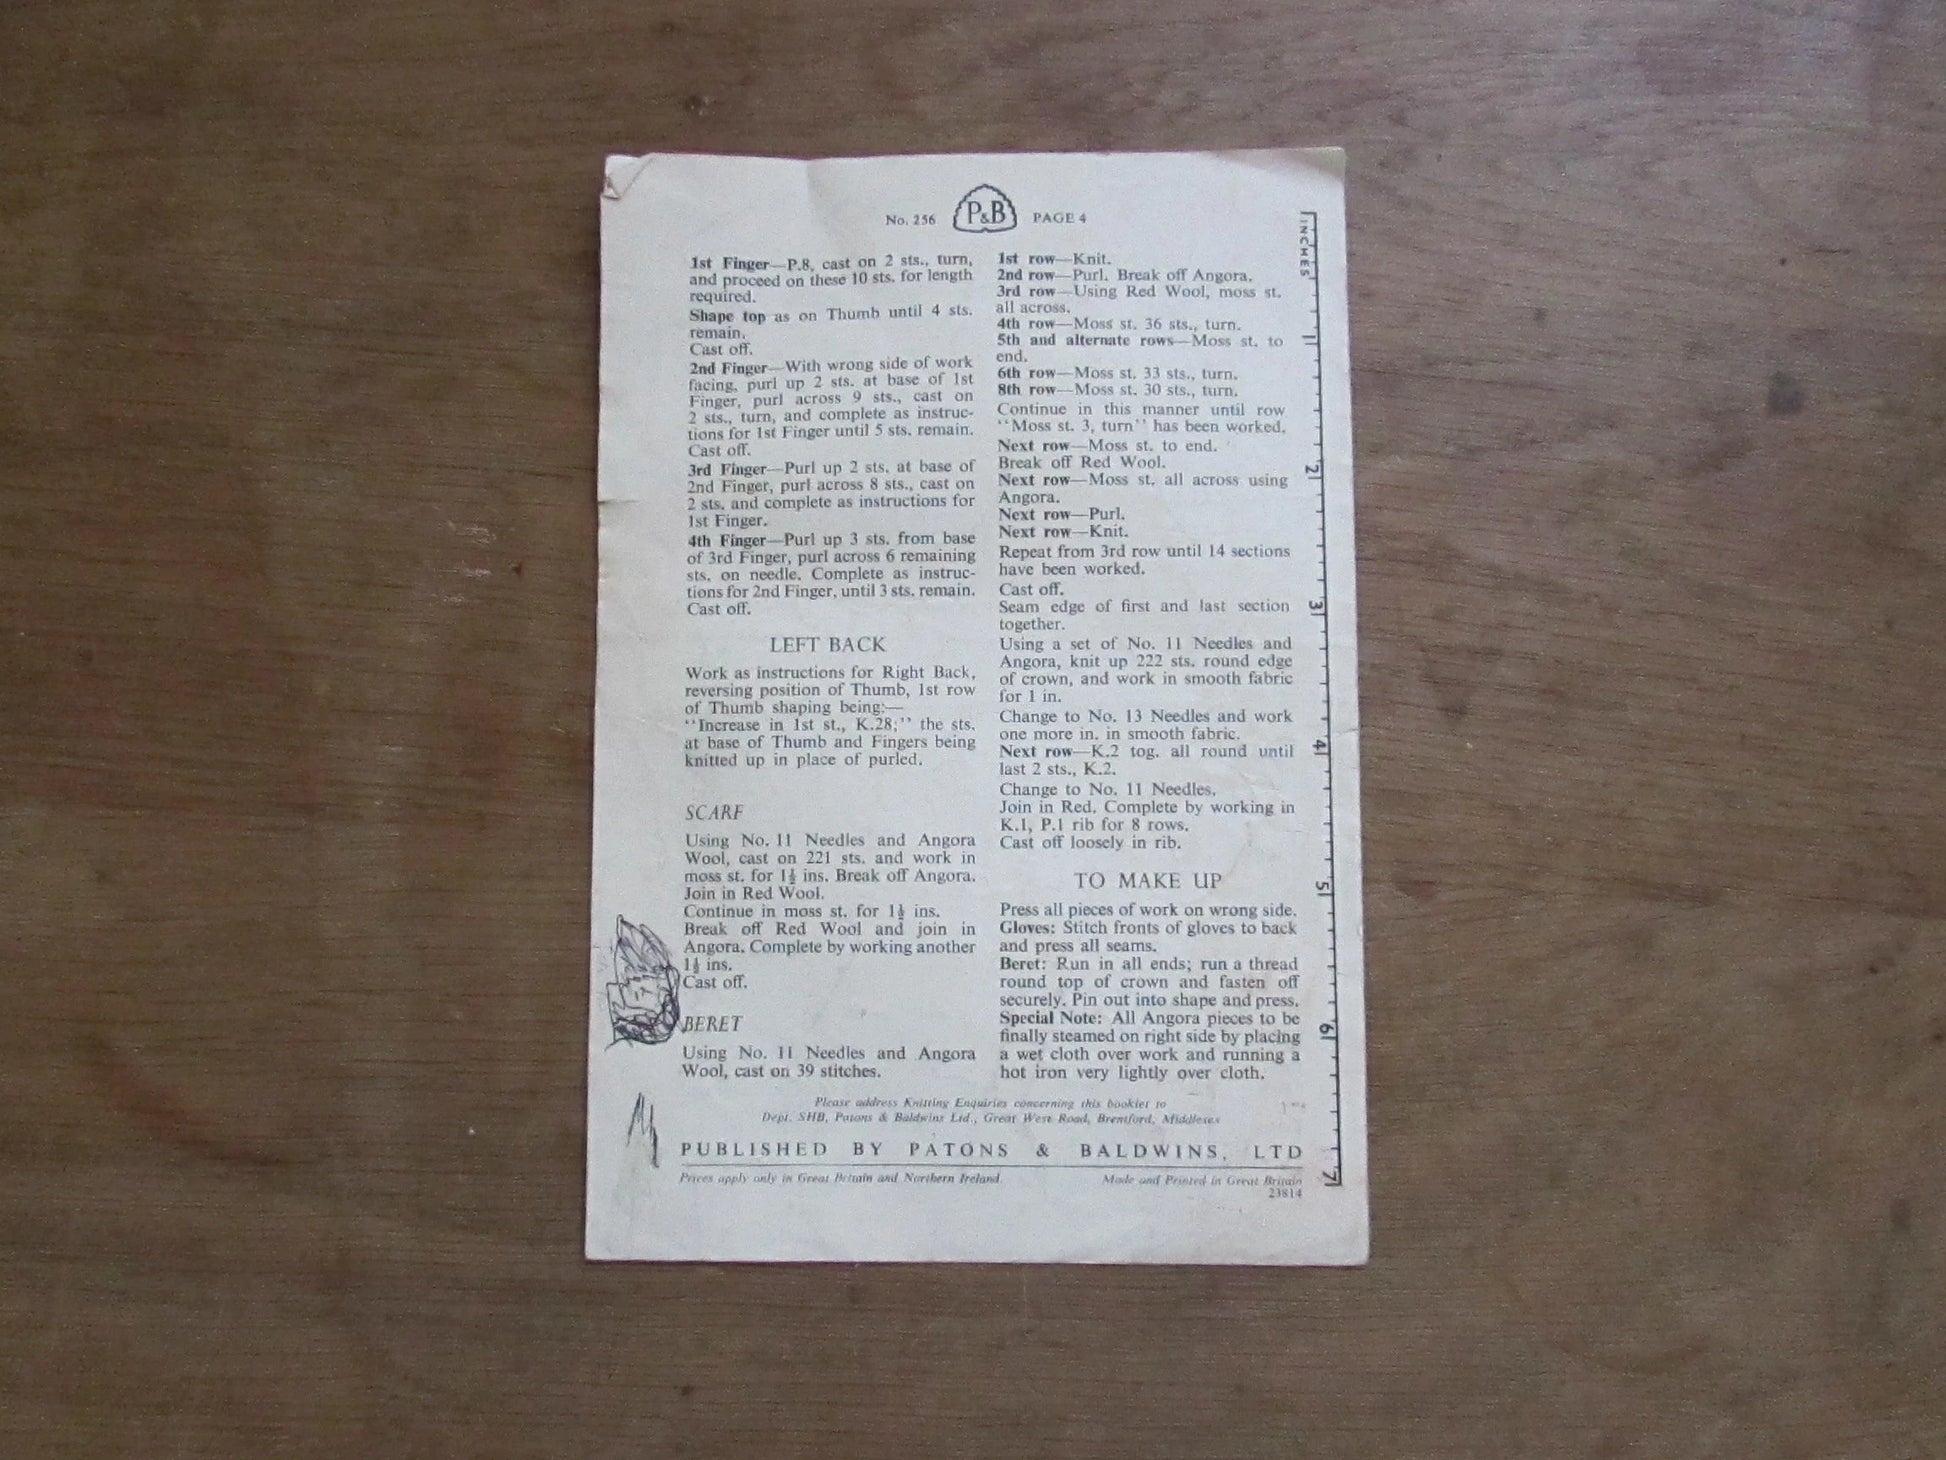 No. 256 P&B PAGE 4
1st Finger—P.8, cast on 2 sts., turn,
and proceed on these 10 sts. for length
required.
Shape top as on Thumb until 4 sts.
remain.
Cast off.
2nd Finger—With wrong side of work
facing, purl up 2 sts. at base of 1st
Finger, purl across 9 sts., cast on
2 sts., turn, and complete as instruc-
tions for 1st Finger until 5 sts. remain.
Cast off.
3rd Finger—Purl up 2 sts. at base of
2nd Finger, purl across 8 sts., cast on
2 sts. and complete as instructions for
1st Finger.
4th Finger—Purl up 3 sts. from base
of 3rd Finger, purl across 6 remaining
sts. on needle. Complete as instruc-
tions for 2nd Finger, until 3 sts. remain.
Cast off.
LEFT BACK
Work as instructions for Right Back,
reversing position of Thumb, 1st row
of Thumb shaping being:—
"Increase in 1st st., K.28;" the sts.
at base of Thumb and Fingers being
knitted up in place of purled.
SCARF
Using No. 11 Needles and Angora
Wool, cast on 221 sts. and work in
moss st. for 1½ ins. Break off Angora.
Join in Red Wool.
Continue in moss st. for 1½ ins.
Break off Red Wool and join in
Angora. Complete by working another
1½ ins.
Cast off.
BERET
Using No. 11 Needles and Angora
Wool, cast on 39 stitches.
1st row—Knit.
2nd row—Purl. Break off Angora.
3rd row—Using Red Wool, moss st.
all across.
4th row—Moss st. 36 sts., turn.
5th and alternate rows—Moss st. to
end.
6th row—Moss st. 33 sts., turn.
8th row—Moss st. 30 sts., turn.
Continue in this manner until row
"Moss st. 3, turn" has been worked.
Next row—Moss st. to end.
Break off Red Wool.
Next row—Moss st. all across using
Angora.
Next row—Purl.
Next row—Knit.
Repeat from 3rd row until 14 sections
have been worked.
Cast off.
Seam edge of first and last section
together.
Using a set of No. 11 Needles and
Angora, knit up 222 sts. round edge
of crown, and work in smooth fabric
for 1 in.
Change to No. 13 Needles and work
one more in. in smooth fabric.
Next row—K.2 tog. all round until
last 2 sts., K.2.
Change to No. 11 Needles.
Join in Red. Complete by working in
K.1, P.1 rib for 8 rows.
Cast off loosely in rib.
TO MAKE UP
Press all pieces of work on wrong side.
Gloves: Stitch fronts of gloves to back
and press all seams.
Beret: Run in all ends; run a thread
round top of crown and fasten off
securely. Pin out into shape and press.
Special Note: All Angora pieces to be
finally steamed on right side by placing
a wet cloth over work and running a
hot iron very lightly over cloth.
INCHES
1
2
3
4
5
6
7
Please address Knitting Enquiries concerning this booklet to
Dept. SHB, Patons & Baldwins Ltd., Great West Road, Brentford, Middlesex
PUBLISHED BY PATONS & BALDWINS, LTD
Prices apply only in Great Britain and Northern Ireland
Made and Printed in Great Britain
23814